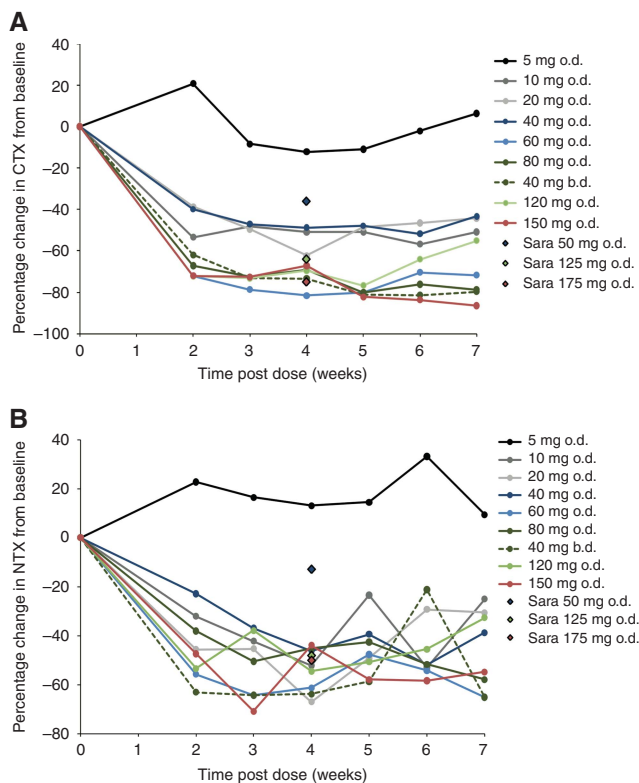 A
Percentage change in CTX from baseline
40
20
0
–20
–40
–60
–80
–100
0 1 2 3 4 5 6 7
Time post dose (weeks)
5 mg o.d.
10 mg o.d.
20 mg o.d.
40 mg o.d.
60 mg o.d.
80 mg o.d.
40 mg b.d.
120 mg o.d.
150 mg o.d.
Sara 50 mg o.d.
Sara 125 mg o.d.
Sara 175 mg o.d.
B
Percentage change in NTX from baseline
40
20
0
–20
–40
–60
–80
0 1 2 3 4 5 6 7
Time post dose (weeks)
5 mg o.d.
10 mg o.d.
20 mg o.d.
40 mg o.d.
60 mg o.d.
80 mg o.d.
40 mg b.d.
120 mg o.d.
150 mg o.d.
Sara 50 mg o.d.
Sara 125 mg o.d.
Sara 175 mg o.d.